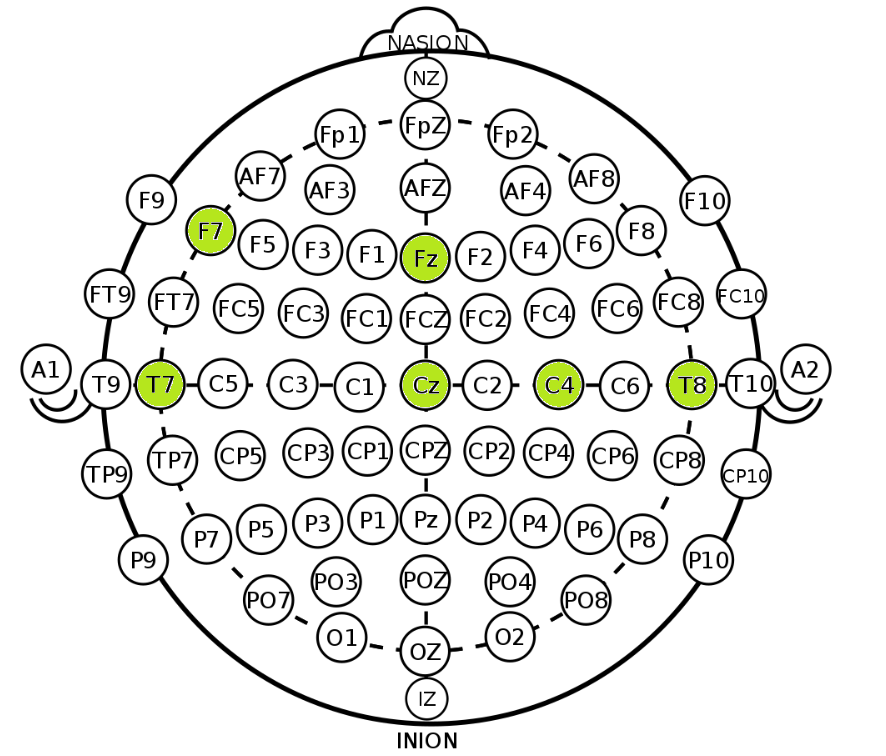 NASION
NZ
Fp1 FpZ Fp2
AF7 AF3 AFZ AF4 AF8
F9 F10
F7 F5 F3 F1 Fz F2 F4 F6 F8
FT9 FT7 FC5 FC3 FC1 FCZ FC2 FC4 FC6 FC8 FC10
A1 T9 T7 C5 C3 C1 Cz C2 C4 C6 T8 T10 A2
TP9 TP7 CP5 CP3 CP1 CPZ CP2 CP4 CP6 CP8 CP10
P7 P5 P3 P1 Pz P2 P4 P6 P8
P9 P10
PO7 PO3 POZ PO4 PO8
O1 OZ O2
IZ
INION